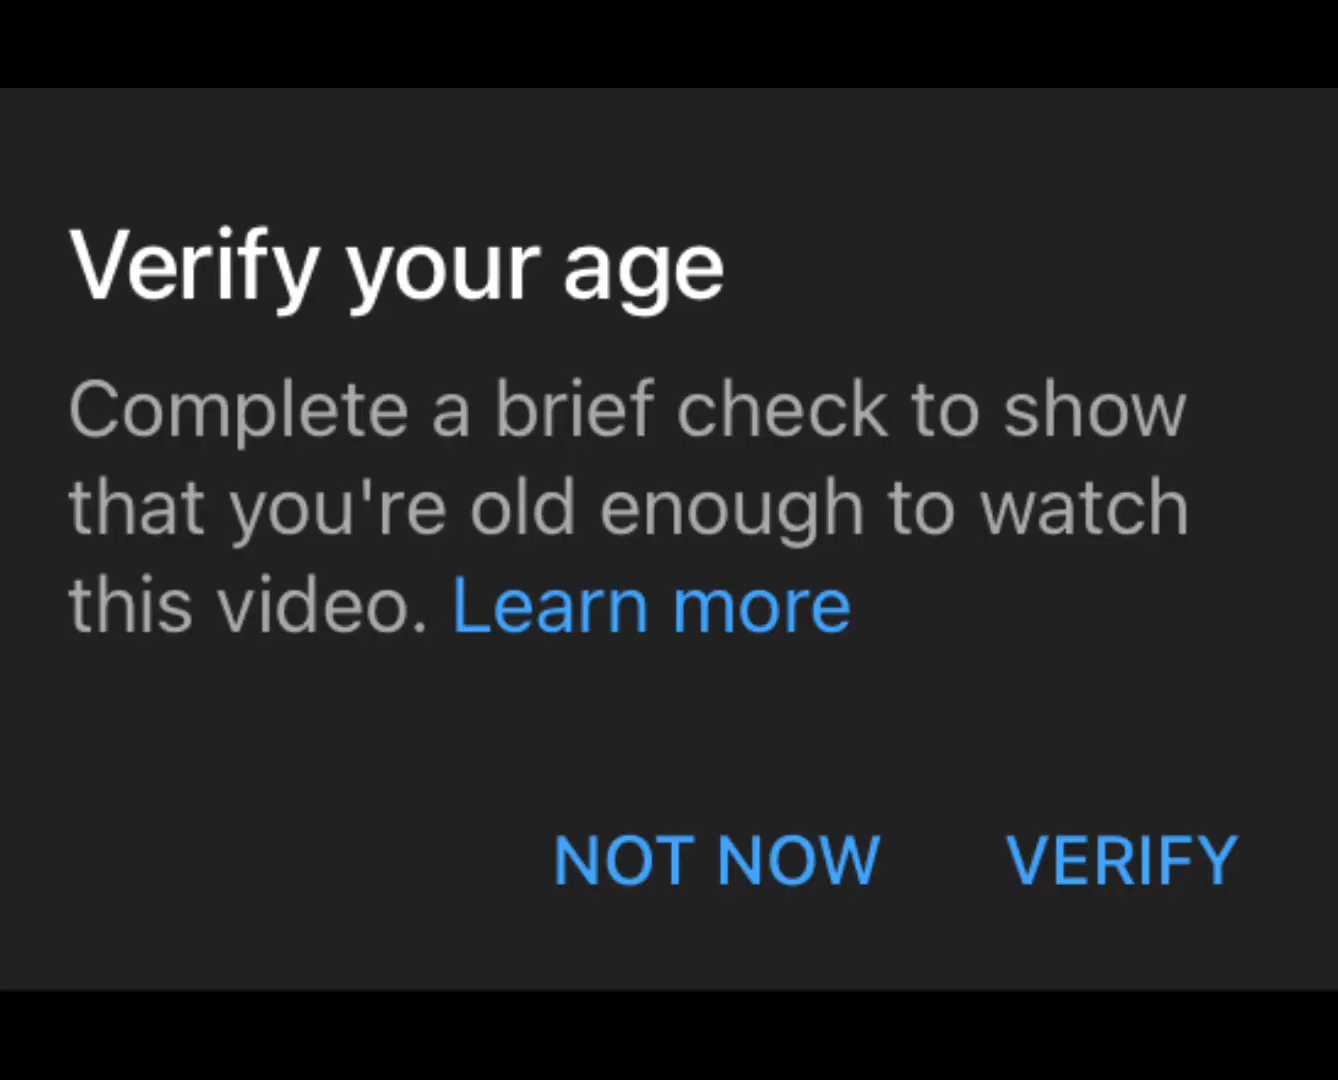 Verify your age
Complete a brief check to show
that you're old enough to watch
this video. Learn more
NOT NOW VERIFY